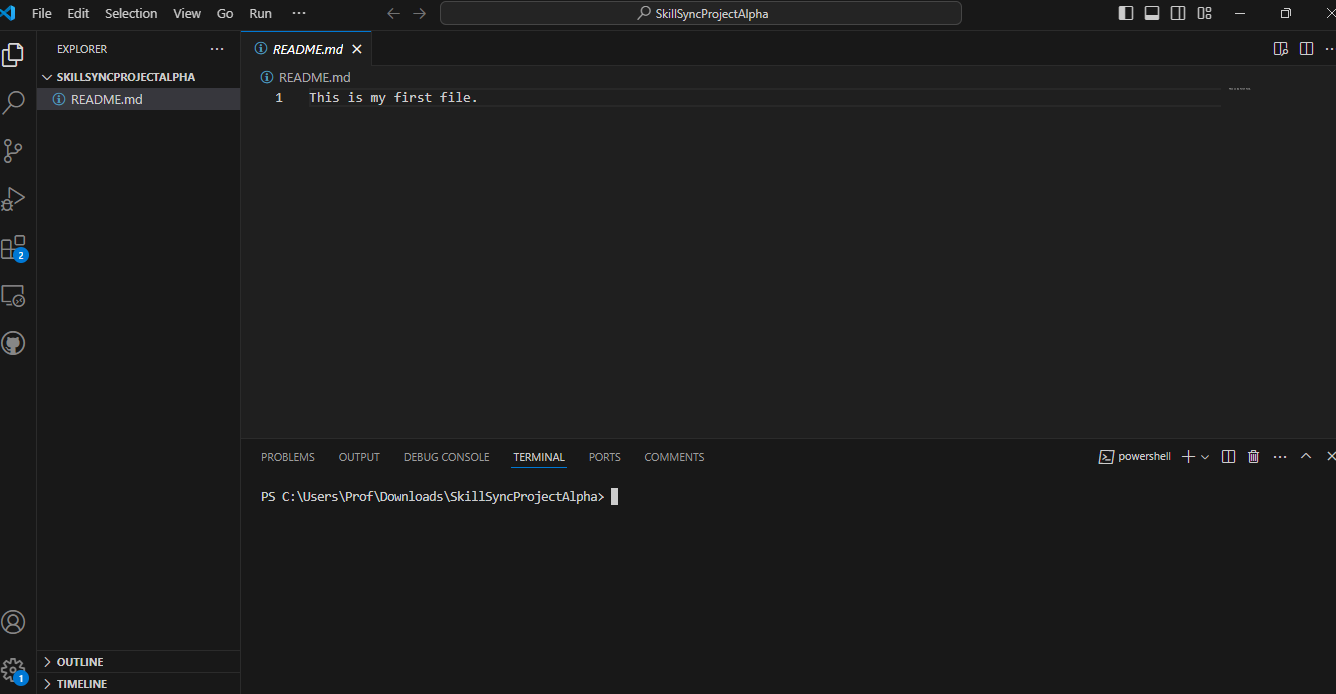 File Edit Selection View Go Run ··· SkillSyncProjectAlpha
EXPLORER ···
README.md
SKILLSYNCPROJECTALPHA
README.md
README.md
1 This is my first file.
2
PROBLEMS OUTPUT DEBUG CONSOLE TERMINAL PORTS COMMENTS
powershell
PS C:\Users\Prof\Downloads\SkillSyncProjectAlpha>
OUTLINE
1
TIMELINE